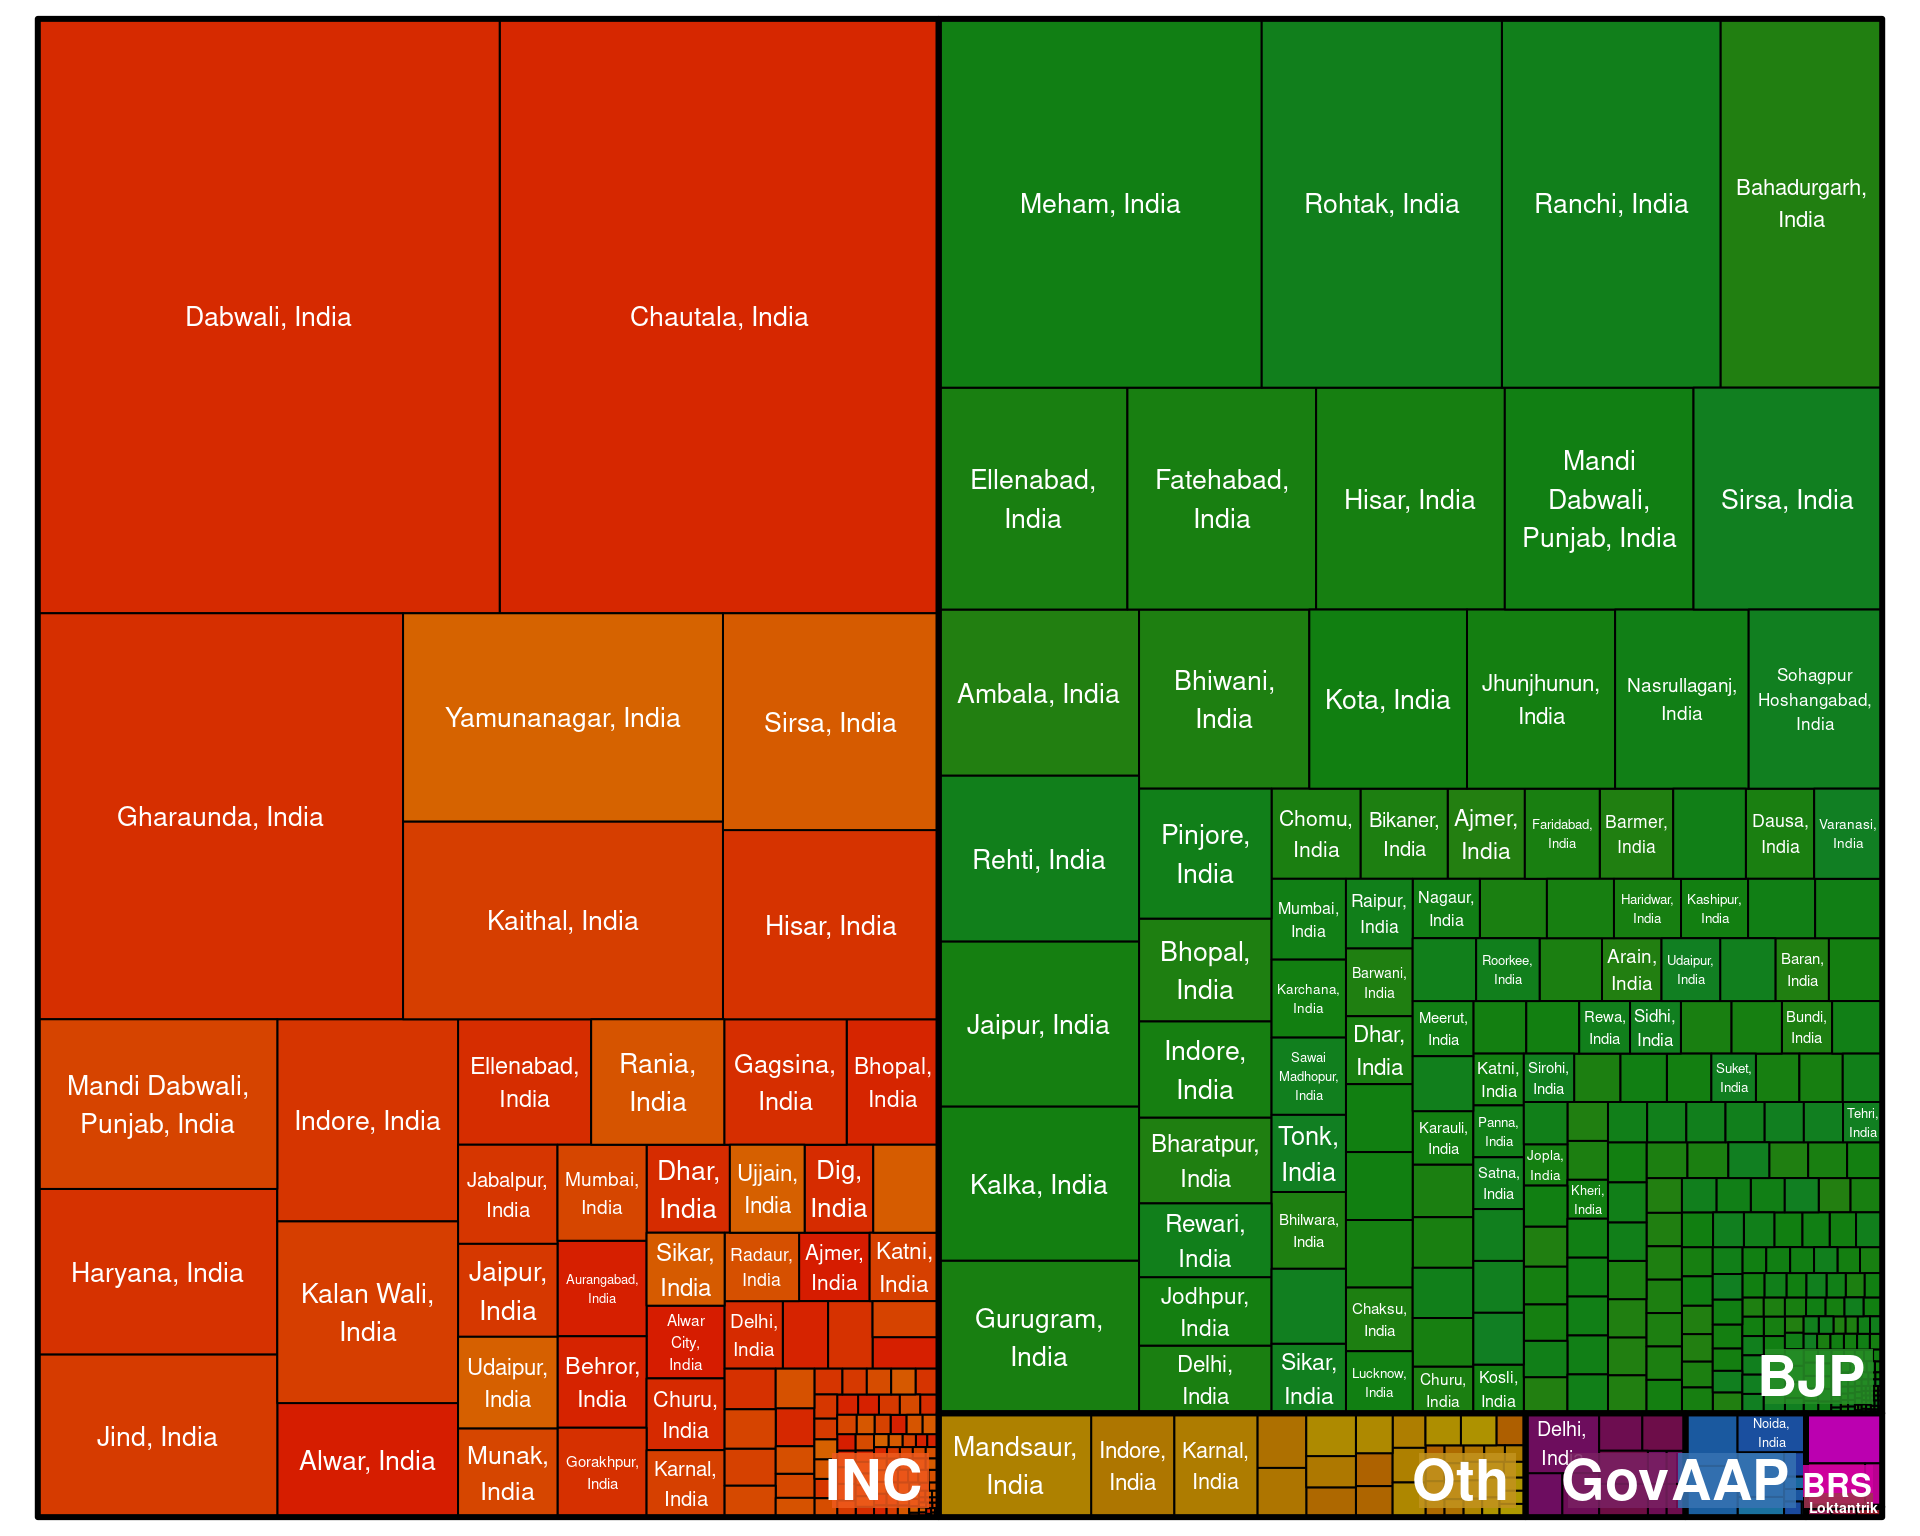 Dabwali, India
Chautala, India
Gharaunda, India
Yamunanagar, India
Sirsa, India
Kaithal, India
Hisar, India
Mandi Dabwali,
Punjab, India
Haryana, India
Jind, India
Indore, India
Kalan Wali,
India
Alwar, India
Ellenabad,
India
Rania,
India
Gagsina,
India
Bhopal,
India
Jabalpur,
India
Mumbai,
India
Dhar,
India
Ujjain,
India
Dig,
India
Jaipur,
India
Aurangabad,
India
Sikar,
India
Radaur,
India
Ajmer,
India
Katni,
India
Udaipur,
India
Behror,
India
Alwar
City,
India
Delhi,
India
Churu,
India
Munak,
India
Gorakhpur,
India
Karnal,
India
INC
Meham, India
Rohtak, India
Ranchi, India
Bahadurgarh,
India
Ellenabad,
India
Fatehabad,
India
Hisar, India
Mandi
Dabwali,
Punjab, India
Sirsa, India
Ambala, India
Bhiwani,
India
Kota, India
Jhunjhunun,
India
Nasrullaganj,
India
Sohagpur
Hoshangabad,
India
Rehti, India
Jaipur, India
Kalka, India
Gurugram,
India
Pinjore,
India
Bhopal,
India
Indore,
India
Bharatpur,
India
Rewari,
India
Jodhpur,
India
Delhi,
India
Chomu,
India
Bikaner,
India
Ajmer,
India
Faridabad,
India
Barmer,
India
Dausa,
India
Varanasi,
India
Mumbai,
India
Karchana,
India
Sawai
Madhopur,
India
Tonk,
India
Bhilwara,
India
Sikar,
India
Raipur,
India
Barwani,
India
Dhar,
India
Chaksu,
India
Lucknow,
India
Nagaur,
India
Haridwar,
India
Kashipur,
India
Roorkee,
India
Arain,
India
Udaipur,
India
Baran,
India
Meerut,
India
Rewa,
India
Sidhi,
India
Bundi,
India
Karauli,
India
Churu,
India
Katni,
India
Sirohi,
India
Suket,
India
Panna,
India
Tehri,
India
Satna,
India
Jopla,
India
Kheri,
India
Kosli,
India
BJP
Mandsaur,
India
Indore,
India
Karnal,
India
Oth
Delhi,
India
Gov
Noida,
India
AAP
BRS
Loktantrik